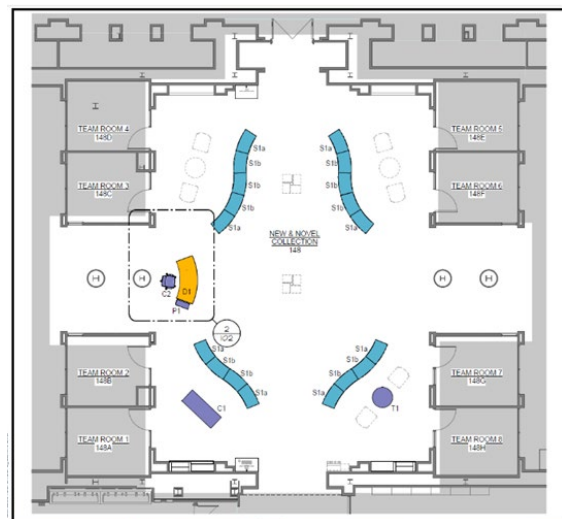 TEAM ROOM 4
148D
TEAM ROOM 5
148E
S1a
S1a
S1b
S1b
TEAM ROOM 3
148C
TEAM ROOM 6
148F
S1b
S1b
S1b
S1b
S1a
S1a
NEW & NOVEL
COLLECTION
148
H
H
H
H
C2
D1
P1
2
S1a
S1a
S1b
S1b
TEAM ROOM 2
148B
TEAM ROOM 7
148G
S1b
S1b
S1a
S1a
C1
T1
TEAM ROOM 1
148A
TEAM ROOM 8
148H